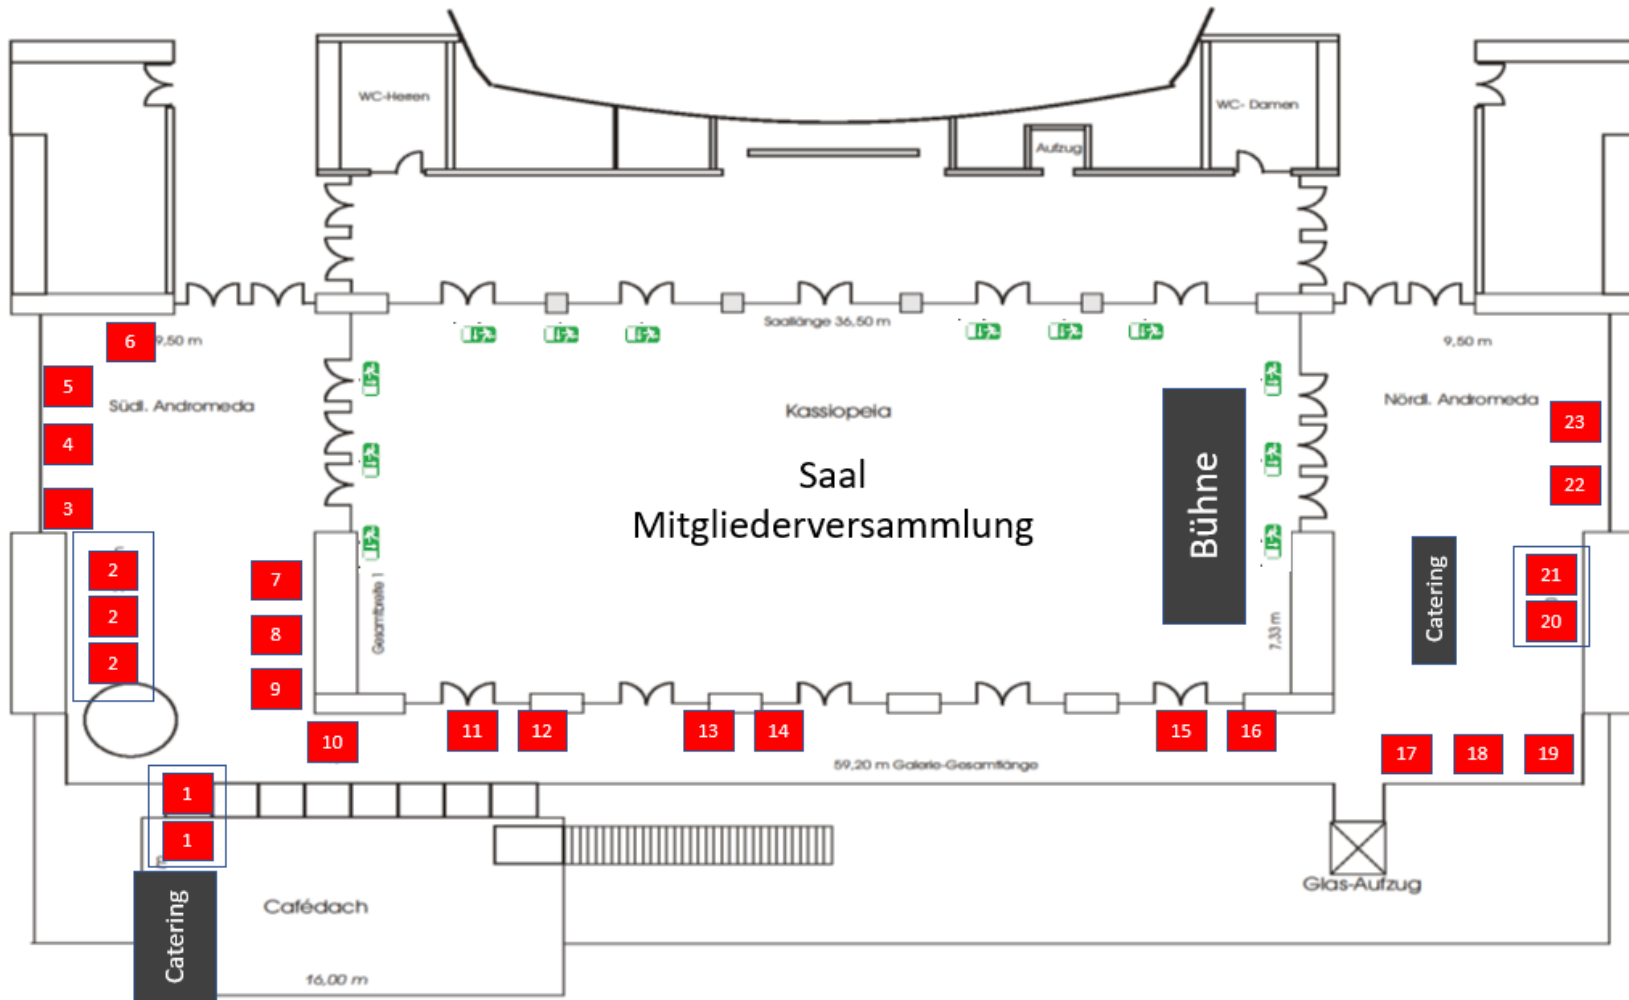 WC-Herren
WC- Damen
Aufzug
Saallänge 36,50 m
6
9,50 m
9,50 m
5
Südl. Andromeda
Kassiopeia
Nördl. Andromeda
23
4
Saal
Mitgliederversammlung
Bühne
22
3
2
2
2
7
8
9
Gesamtbreite 1
7,33 m
Catering
21
20
10
11
12
13
14
15
16
17
18
19
59,20 m Galerie-Gesamtlänge
1
1
Catering
Cafédach
16,00 m
Glas-Aufzug